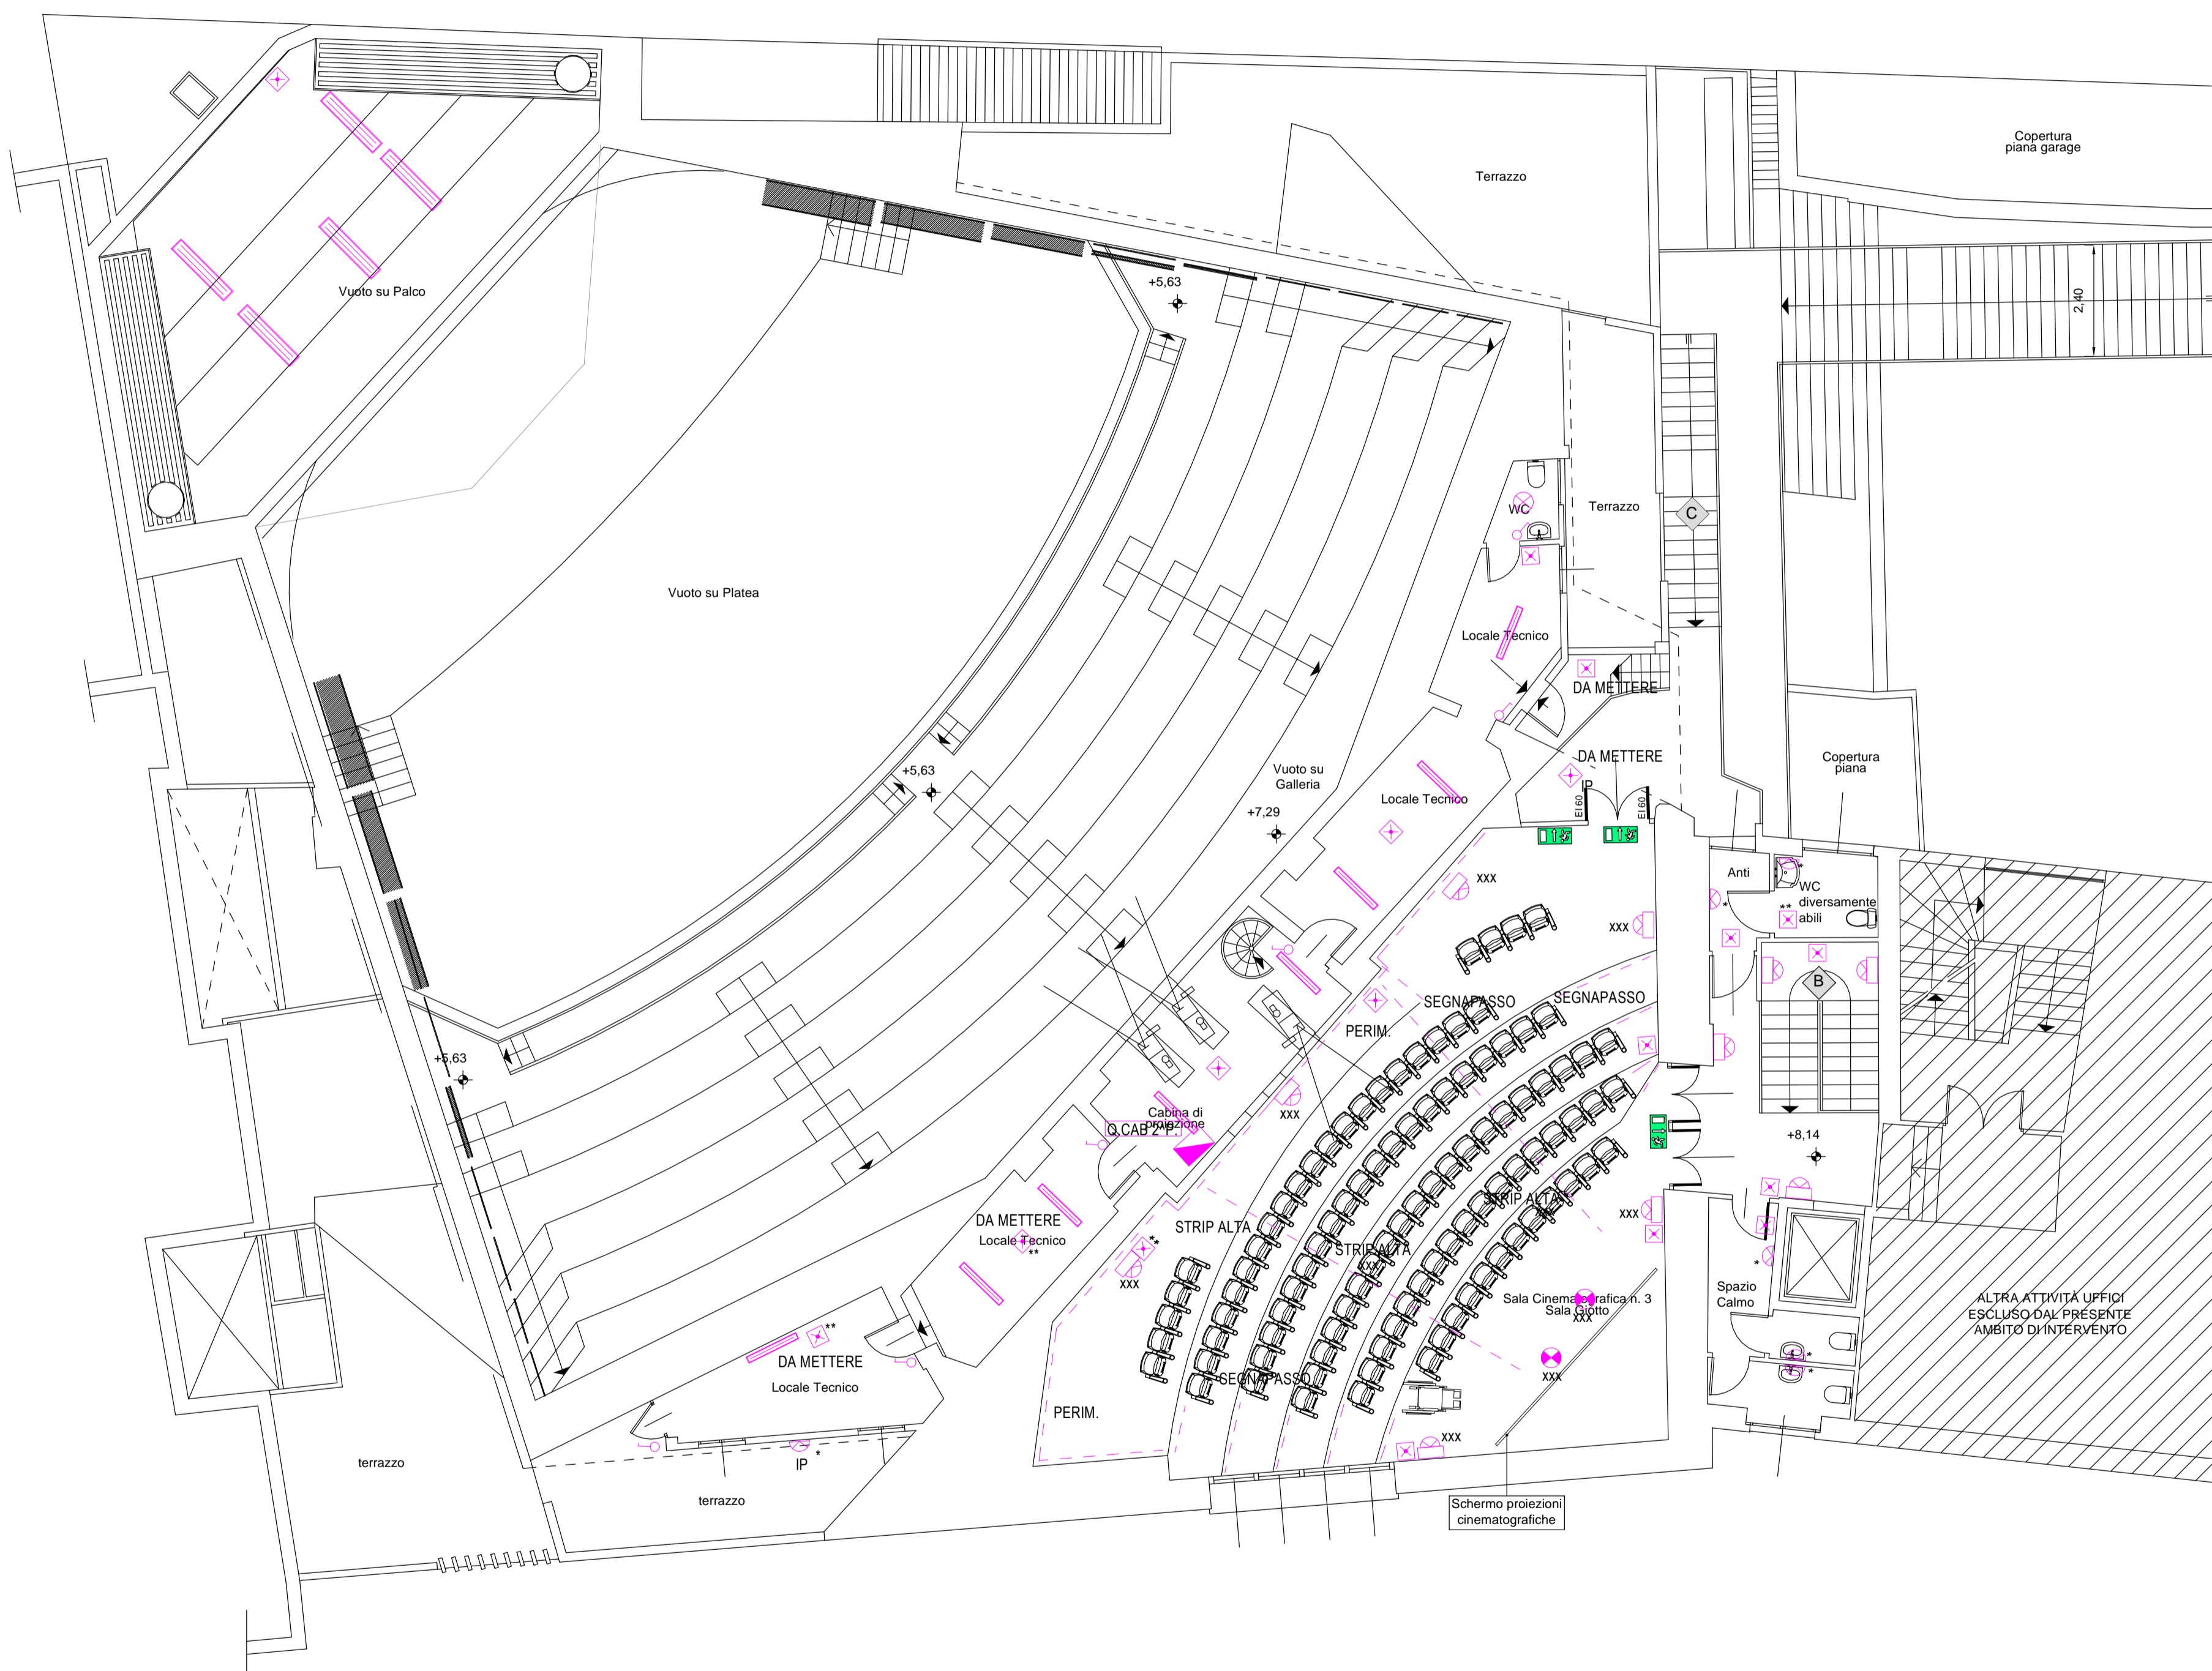 Copertura
piana garage
Terrazzo
2,40
+5,63
Vuoto su Palco
WC
Terrazzo
C
Vuoto su Platea
Locale Tecnico
DA METTERE
DA METTERE
IP
EI 60
EI 60
Copertura
piana
Vuoto su
Galleria
+5,63
Locale Tecnico
+7,29
Anti
*
WC
** diversamente
abili
*
xxx
xxx
SEGNAPASSO
SEGNAPASSO
B
PERIM.
+5,63
xxx
Cabina di
proiezione
Q.CAB 2°P.
+8,14
STRIP ALTA
xxx
DA METTERE
Locale Tecnico
**
STRIP ALTA
**
xxx
STRIP ALTA
xxx
xxx
*
Spazio
Calmo
Sala Cinematografica n. 3
Sala Giotto
xxx
ALTRA ATTIVITÀ UFFICI
ESCLUSO DAL PRESENTE
AMBITO DI INTERVENTO
**
DA METTERE
Locale Tecnico
SEGNAPASSO
xxx
*
*
PERIM.
xxx
*
IP
terrazzo
terrazzo
Schermo proiezioni
cinematografiche